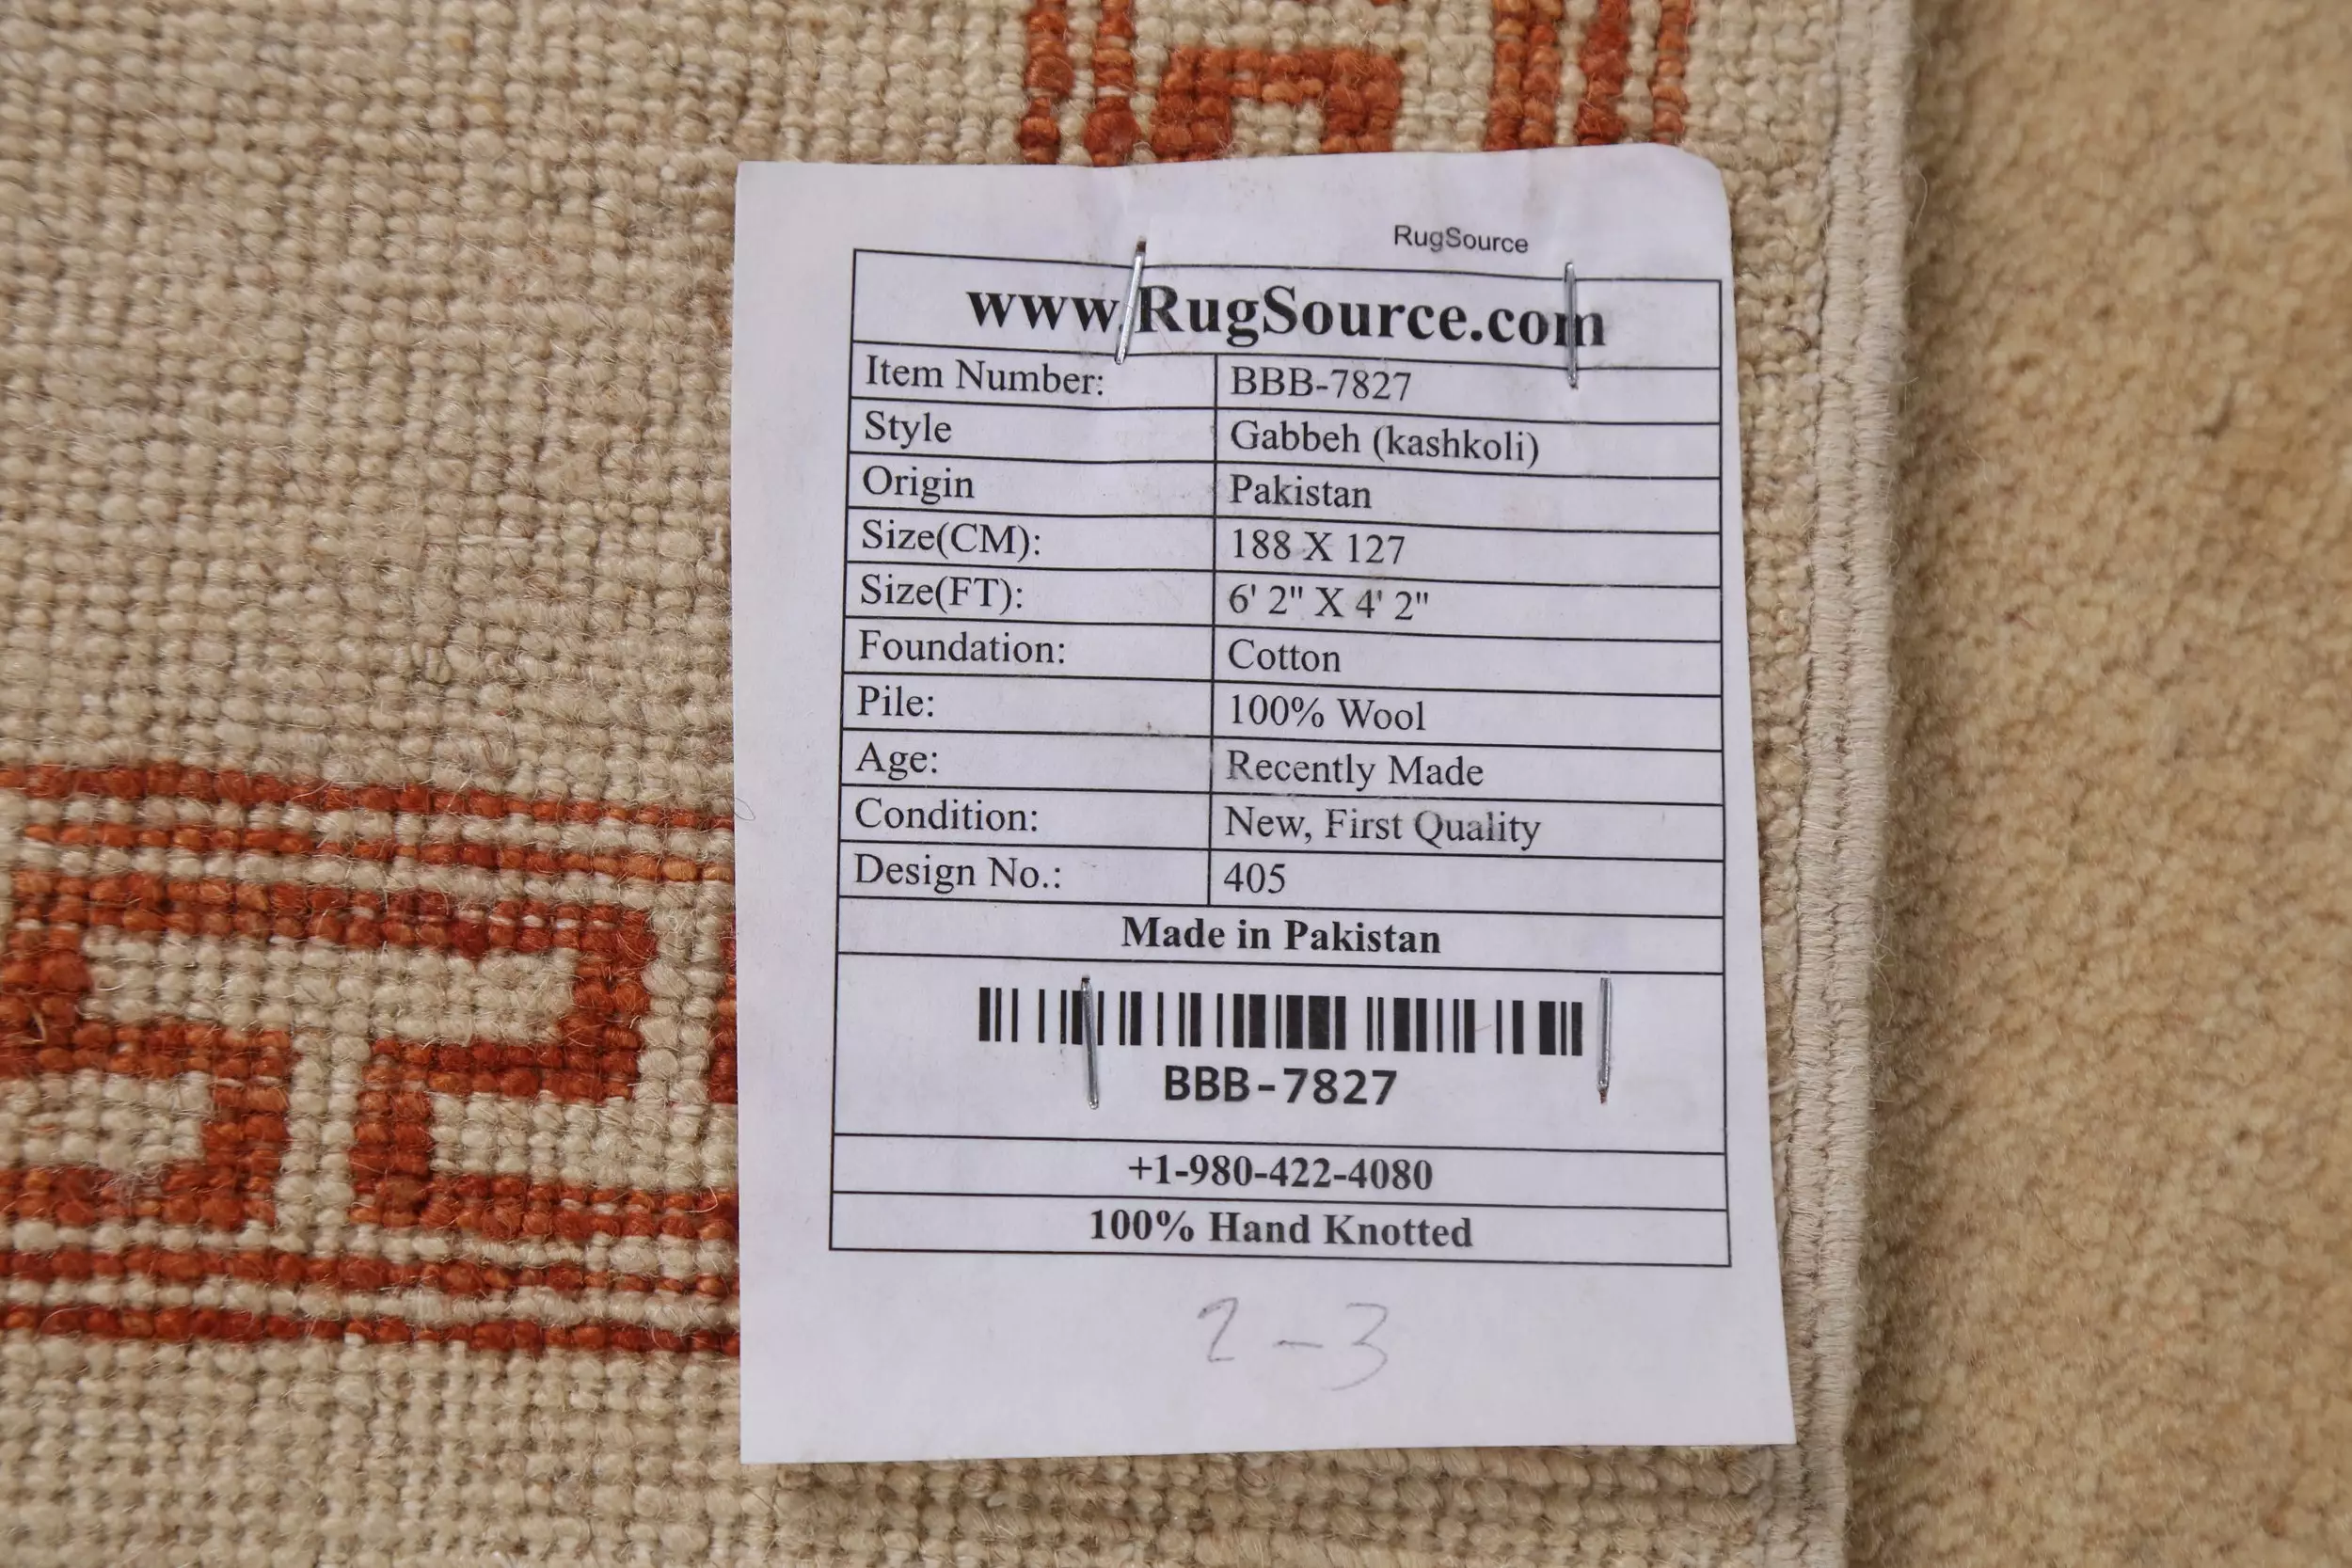 RugSource
www.RugSource.com
Item Number: BBB-7827
Style Gabbeh (kashkoli)
Origin Pakistan
Size(CM): 188 X 127
Size(FT): 6' 2" X 4' 2"
Foundation: Cotton
Pile: 100% Wool
Age: Recently Made
Condition: New, First Quality
Design No.: 405
Made in Pakistan
BBB-7827
+1-980-422-4080
100% Hand Knotted
2-3